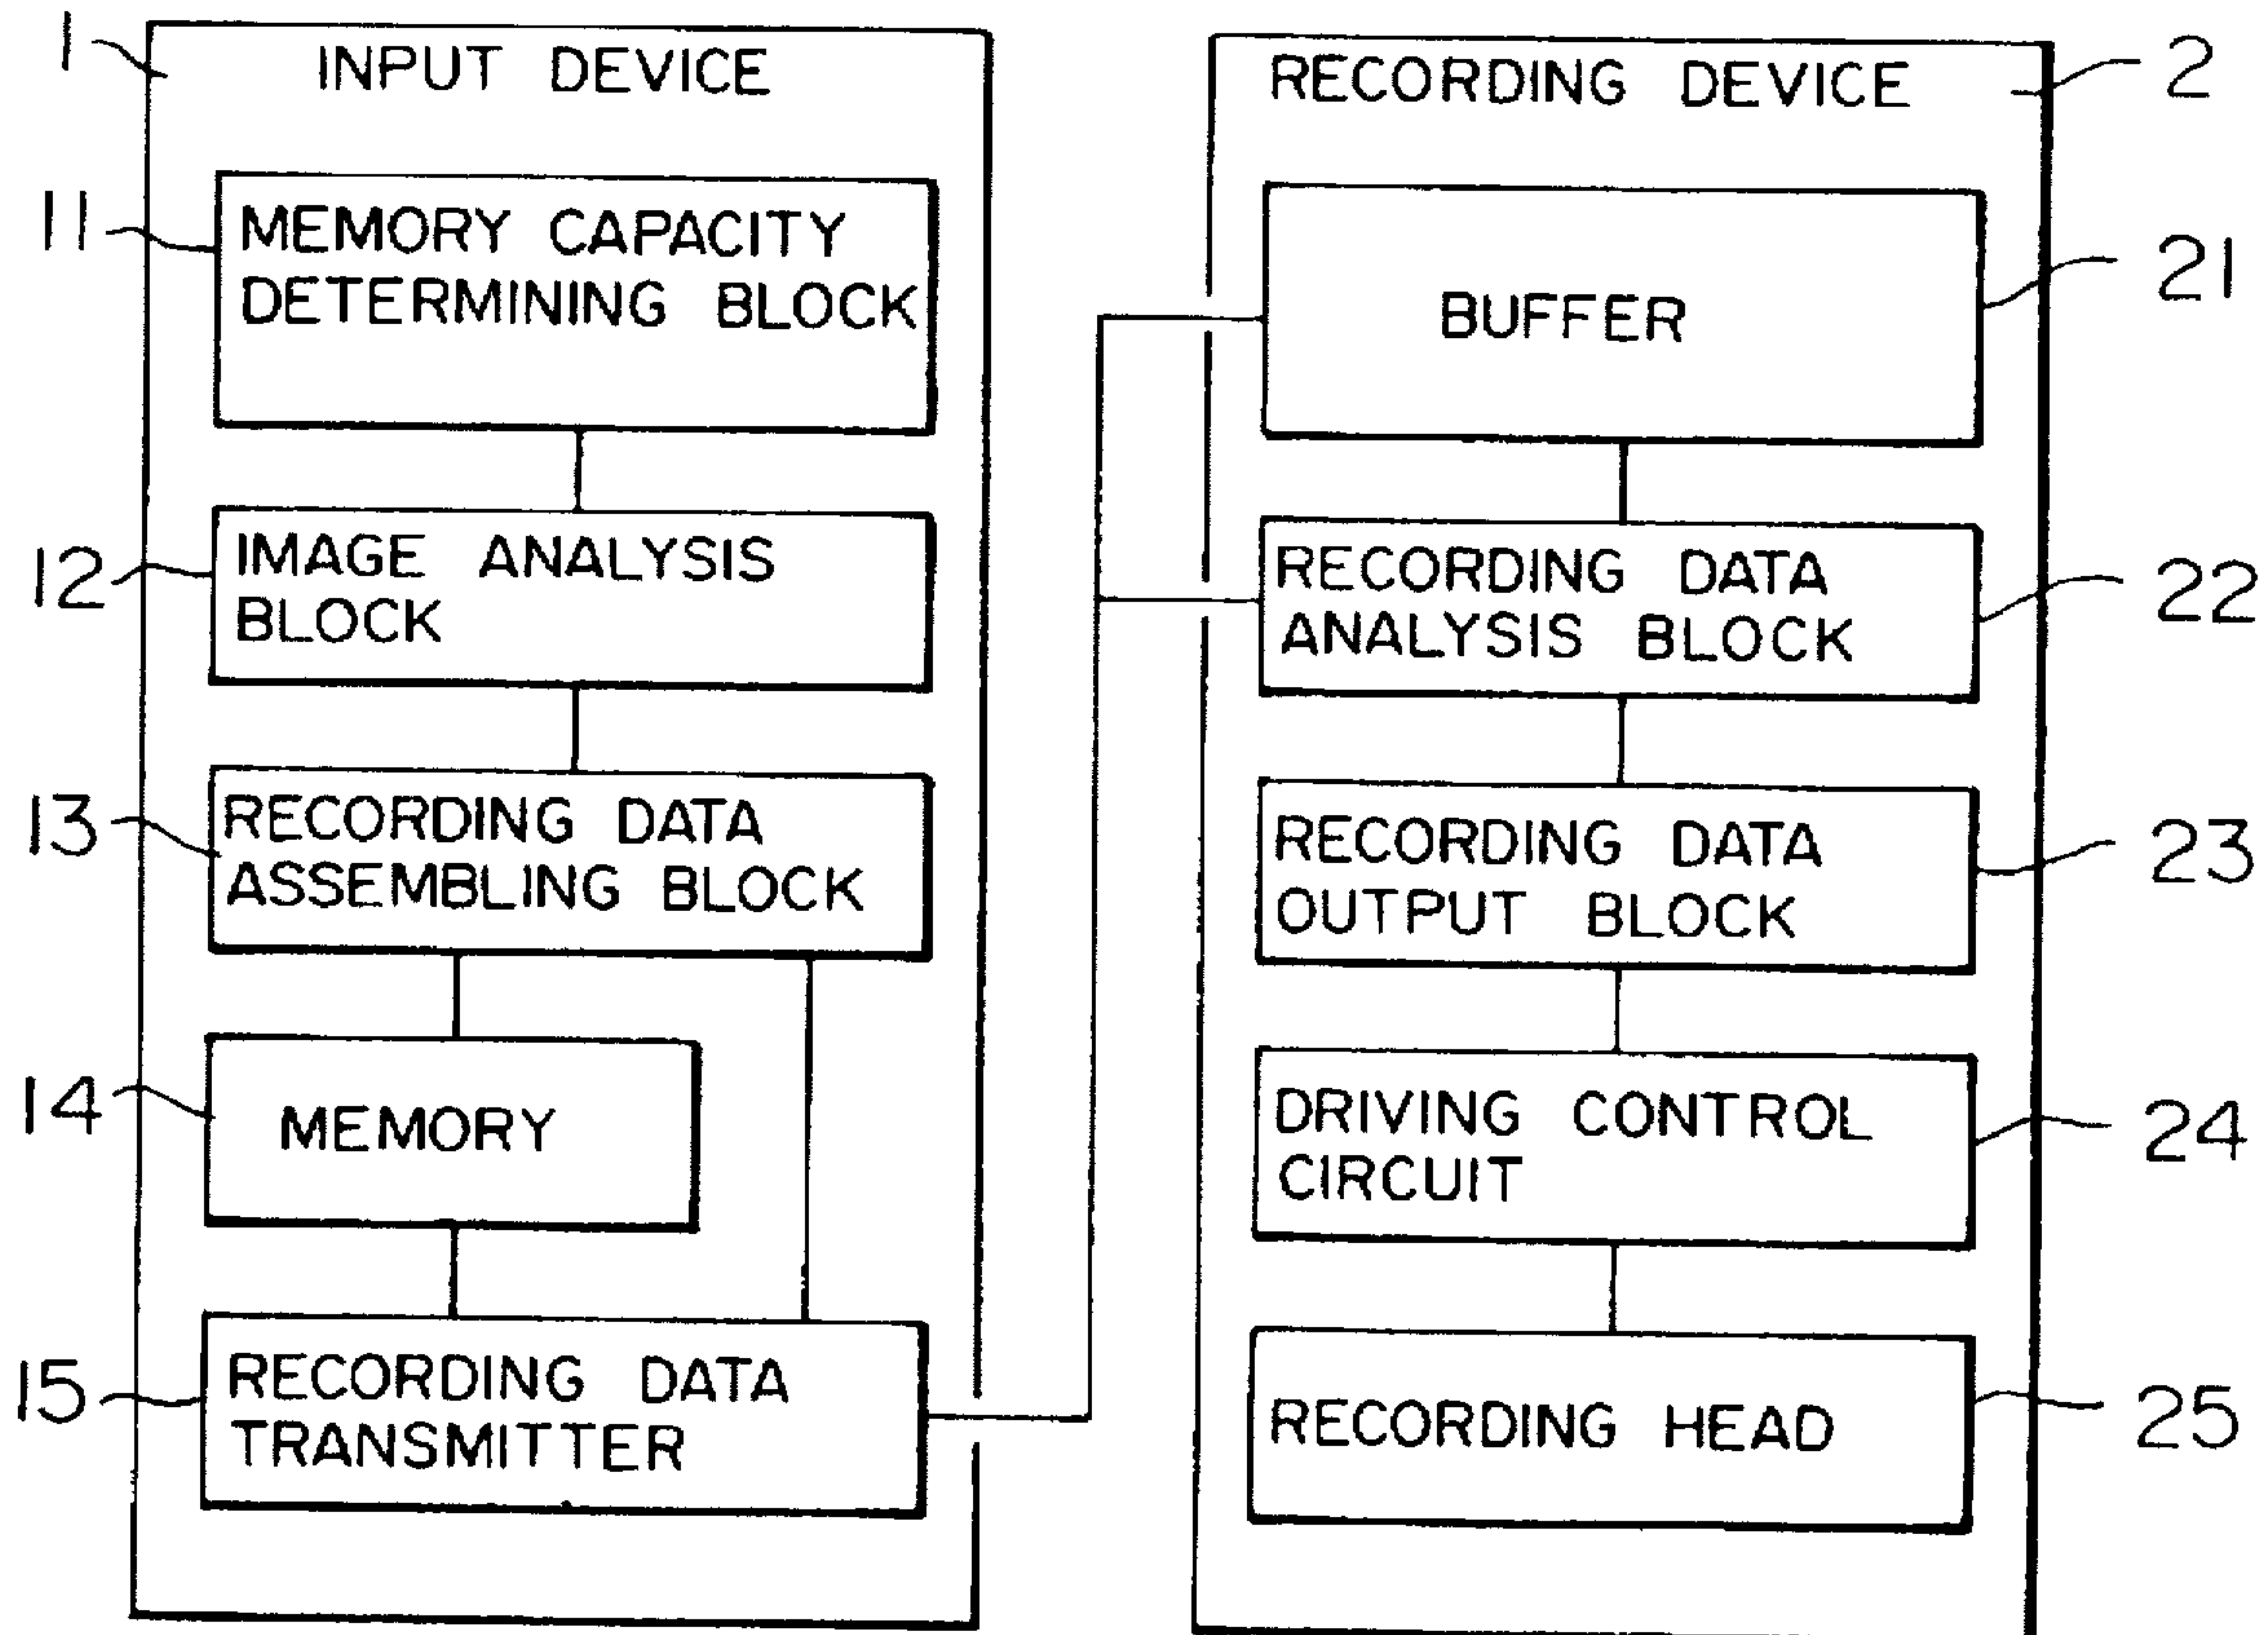 1
INPUT DEVICE
11
MEMORY CAPACITY
DETERMINING BLOCK
12
IMAGE ANALYSIS
BLOCK
13
RECORDING DATA
ASSEMBLING BLOCK
14
MEMORY
15
RECORDING DATA
TRANSMITTER
RECORDING DEVICE
2
BUFFER
21
RECORDING DATA
ANALYSIS BLOCK
22
RECORDING DATA
OUTPUT BLOCK
23
DRIVING CONTROL
CIRCUIT
24
RECORDING HEAD
25